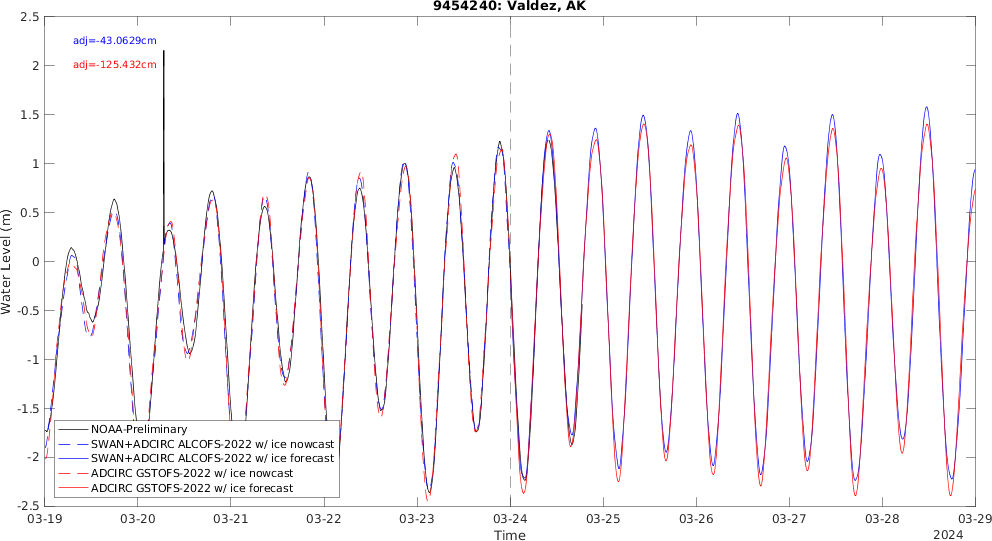 9454240: Valdez, AK
adj=-43.0629cm
adj=-125.432cm
Water Level (m)
2.5
2
1.5
1
0.5
0
-0.5
-1
-1.5
-2
-2.5
NOAA-Preliminary
SWAN+ADCIRC ALCOFS-2022 w/ ice nowcast
SWAN+ADCIRC ALCOFS-2022 w/ ice forecast
ADCIRC GSTOFS-2022 w/ ice nowcast
ADCIRC GSTOFS-2022 w/ ice forecast
03-19 03-20 03-21 03-22 03-23 03-24 03-25 03-26 03-27 03-28 03-29
Time
2024